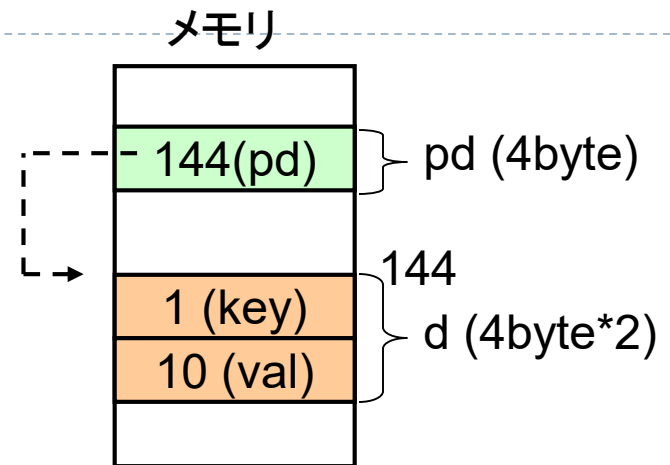 メモリ
144(pd)
pd (4byte)
144
1 (key)
d (4byte*2)
10 (val)